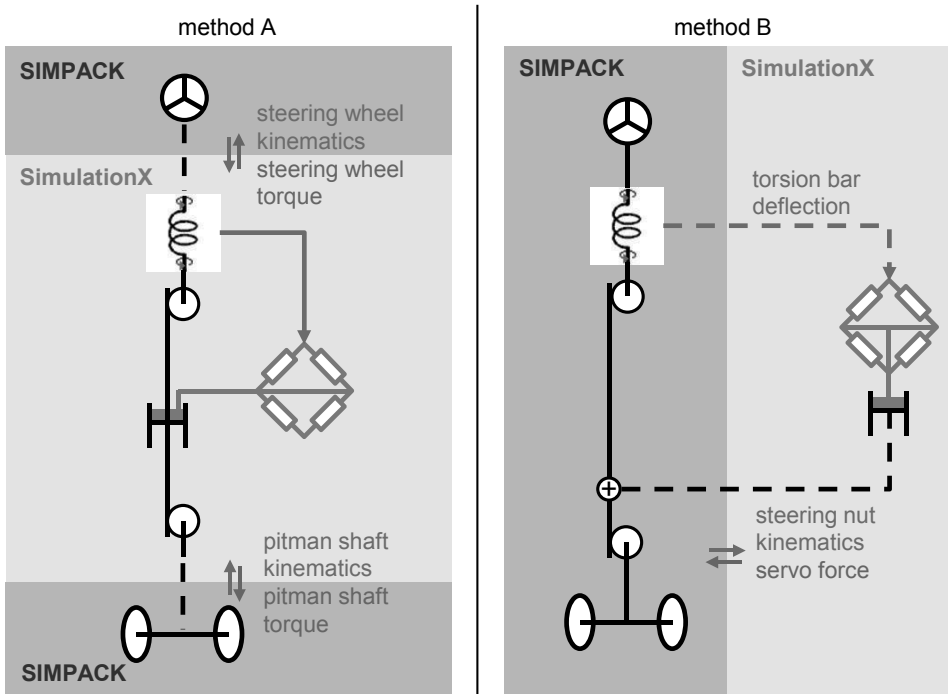 method A
SIMPACK
steering wheel
kinematics
steering wheel
torque
SimulationX
pitman shaft
kinematics
pitman shaft
torque
SIMPACK
method B
SIMPACK
SimulationX
torsion bar
deflection
steering nut
kinematics
servo force